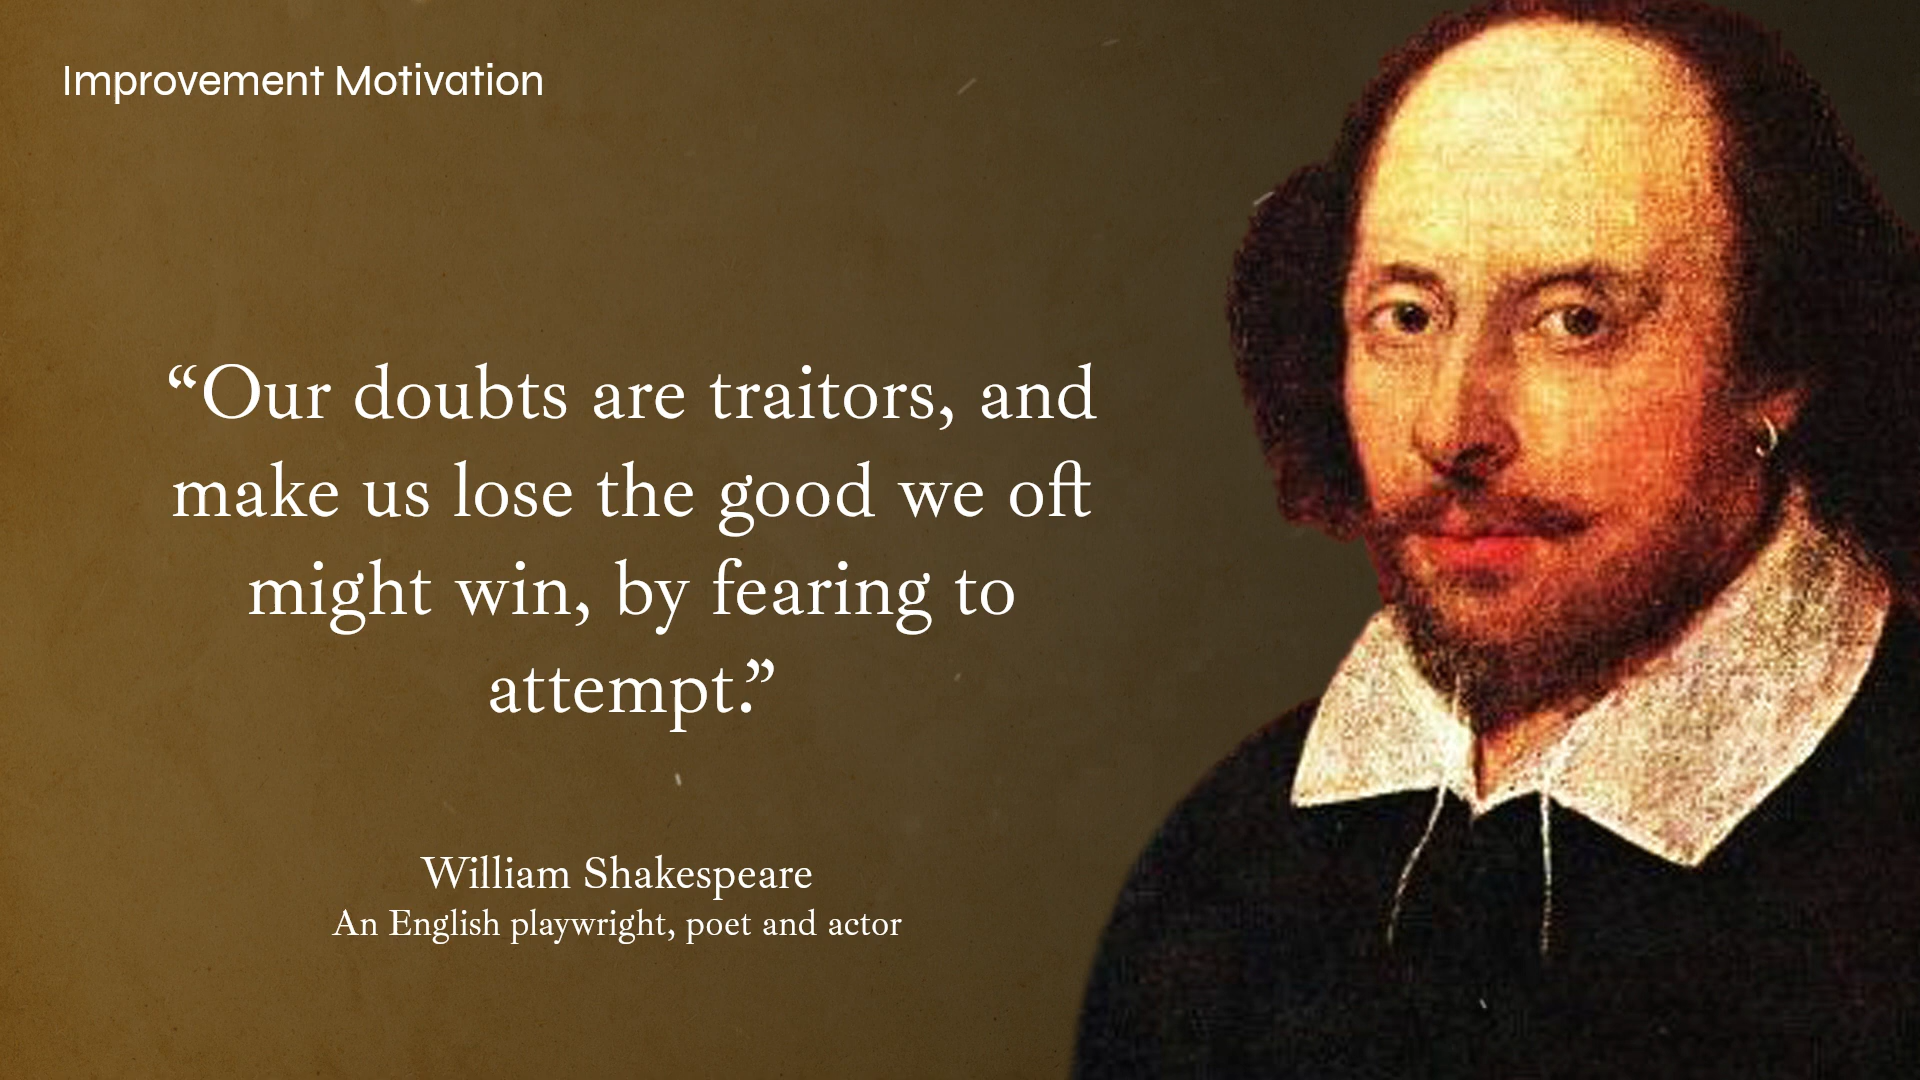 Improvement Motivation
“Our doubts are traitors, and
make us lose the good we oft
might win, by fearing to
attempt.”
William Shakespeare
An English playwright, poet and actor